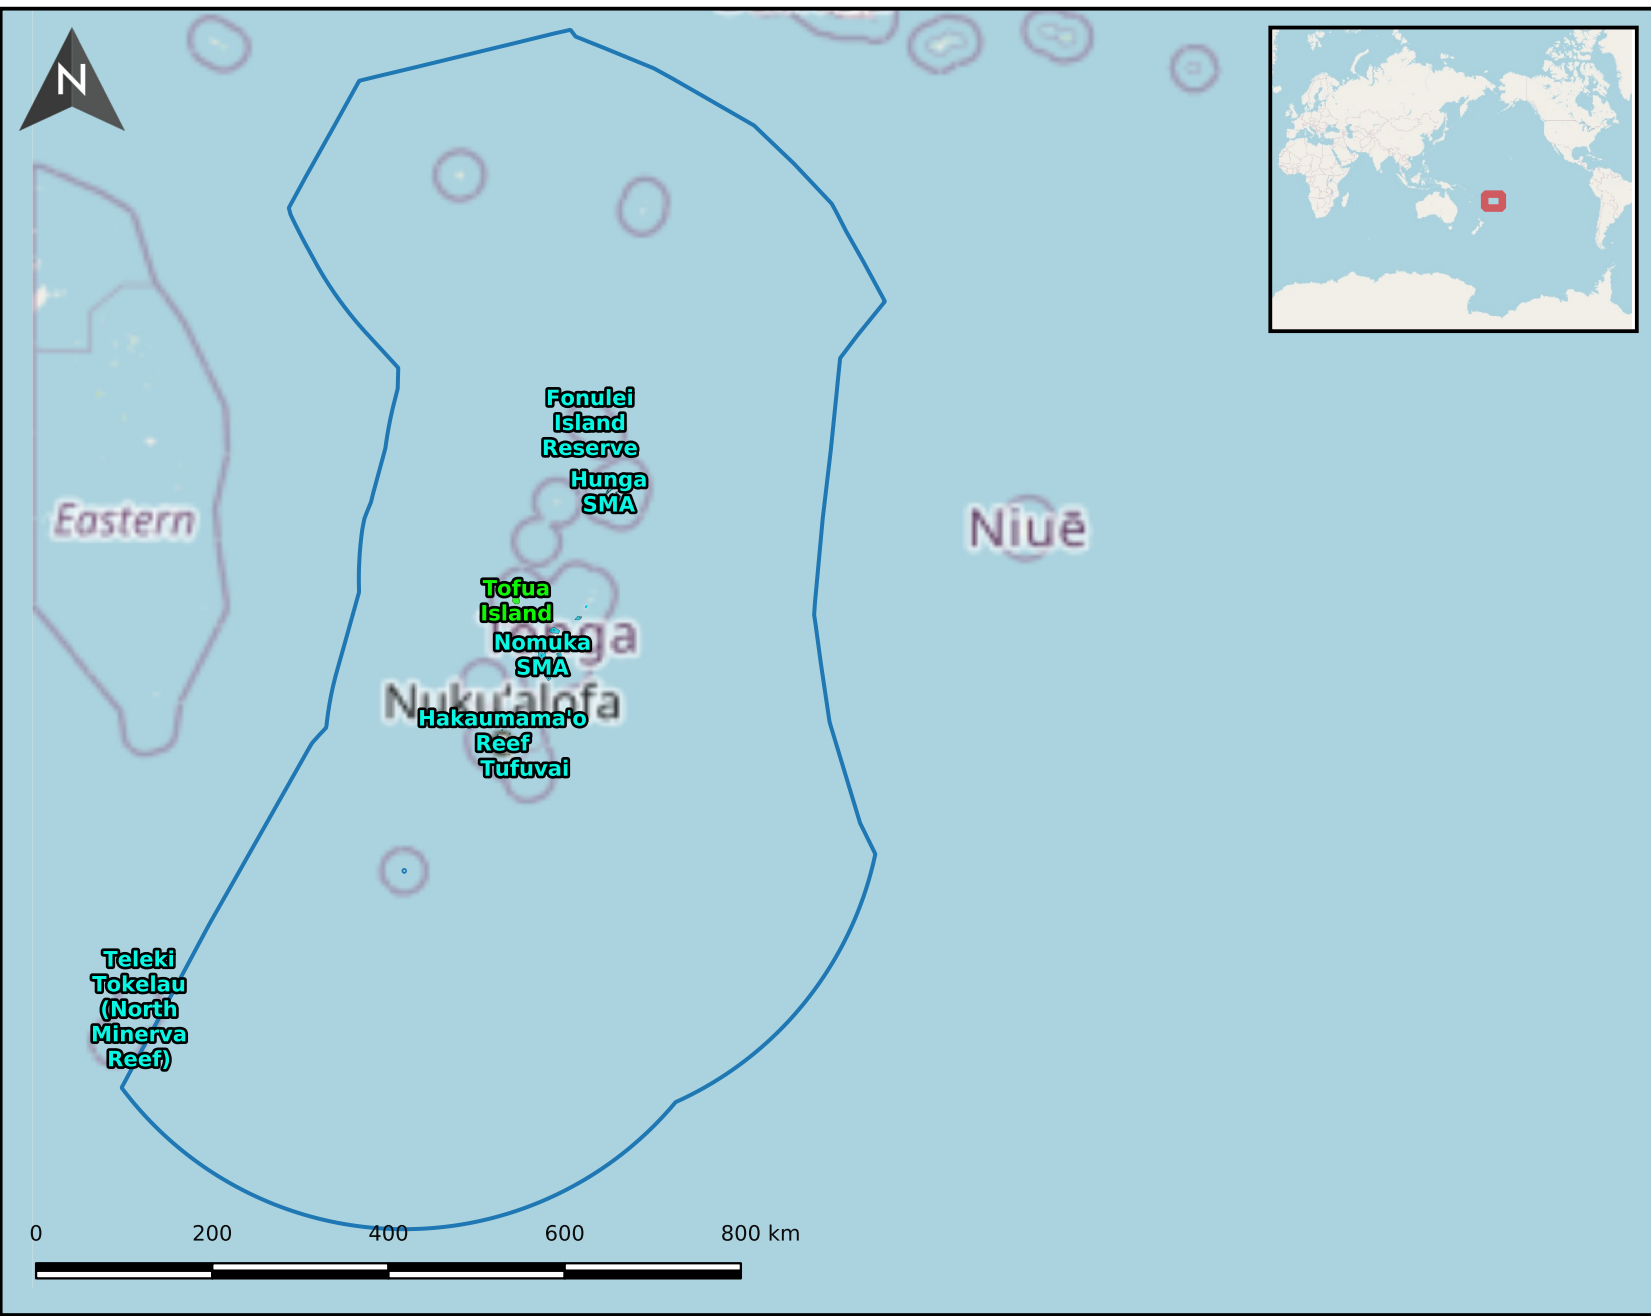 N
Fonulei
Island
Reserve
Hunga
SMA
Eastern
Niuē
Tofua
Island
Tonga
Nomuka
SMA
Nuku'alofa
Hakaumama'o
Reef
Tufuvai
Teleki
Tokelau
(North
Minerva
Reef)
0 200 400 600 800 km